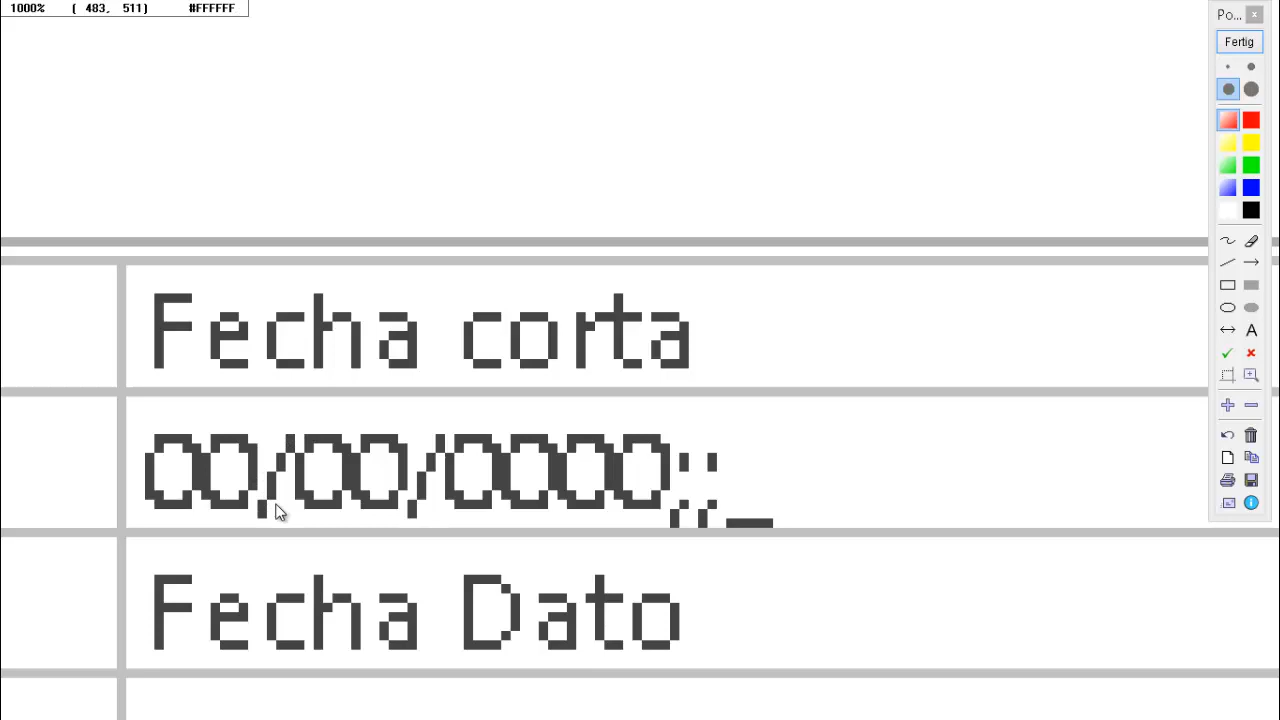 1000% ( 483, 511) #FFFFFF
Po...
Fertig
A
Fecha corta
00/00/0000;;_
Fecha Dato